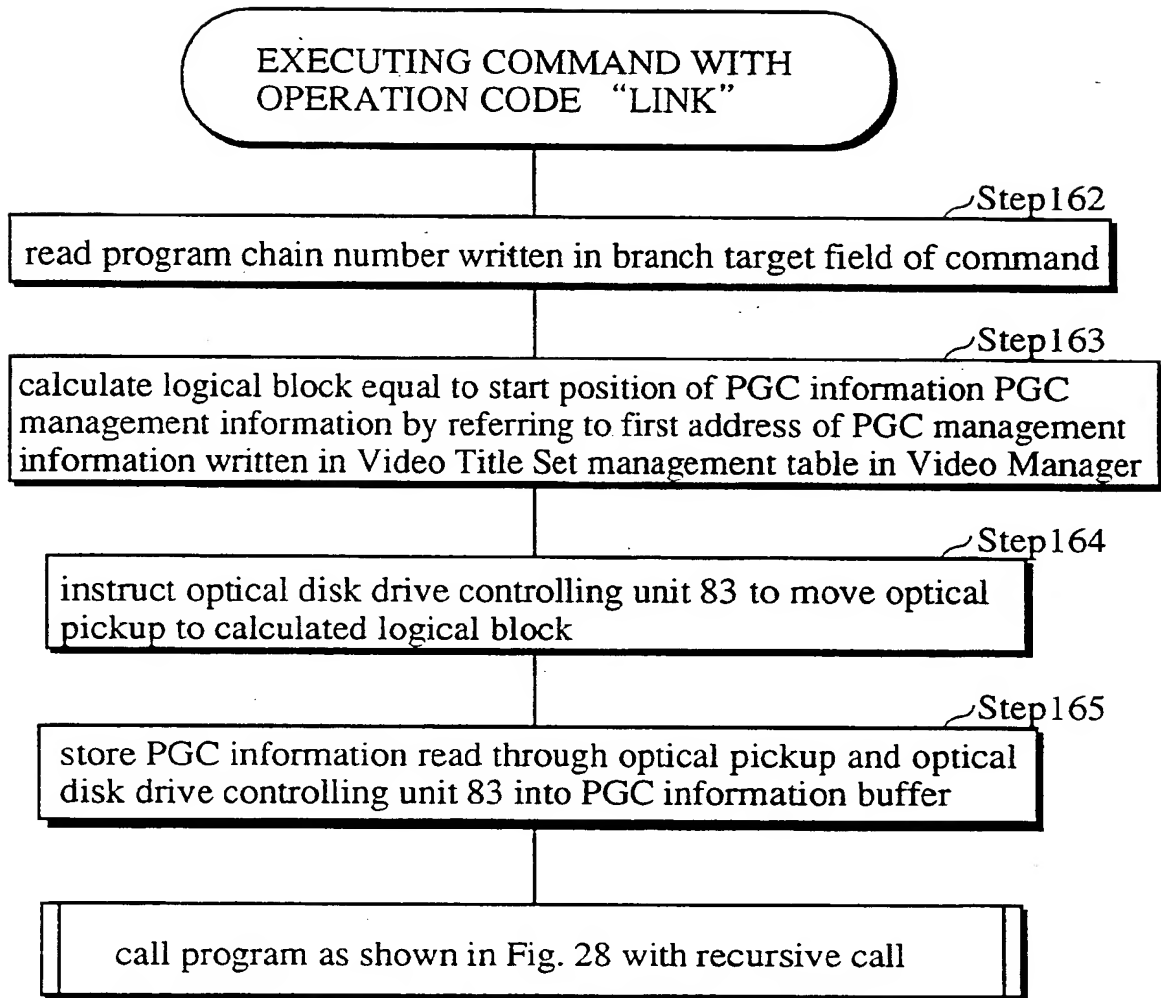 EXECUTING COMMAND WITH
OPERATION CODE “LINK”
Step162
read program chain number written in branch target field of command
Step163
calculate logical block equal to start position of PGC information PGC
management information by referring to first address of PGC management
information written in Video Title Set management table in Video Manager
Step164
instruct optical disk drive controlling unit 83 to move optical
pickup to calculated logical block
Step165
store PGC information read through optical pickup and optical
disk drive controlling unit 83 into PGC information buffer
call program as shown in Fig. 28 with recursive call